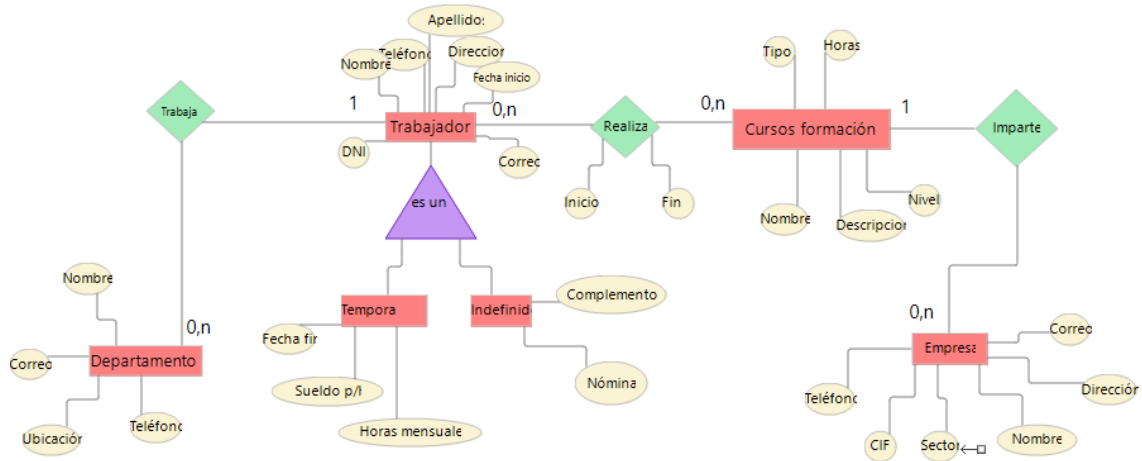 Apellidos
Teléfono
Direccion
Nombre
Fecha inicio
Tipo
Horas
Trabaja
1
0,n
0,n
1
Trabajador
Realiza
Cursos formación
Imparte
DNI
Correo
es un
Inicio
Fin
Nombre
Descripcion
Nivel
Nombre
Complemento
Tempora
Indefinido
0,n
0,n
Fecha fin
Correo
Departamento
Empresa
Correo
Sueldo p/h
Nómina
Teléfono
Dirección
Ubicación
Teléfono
Horas mensuale
CIF
Sector
Nombre